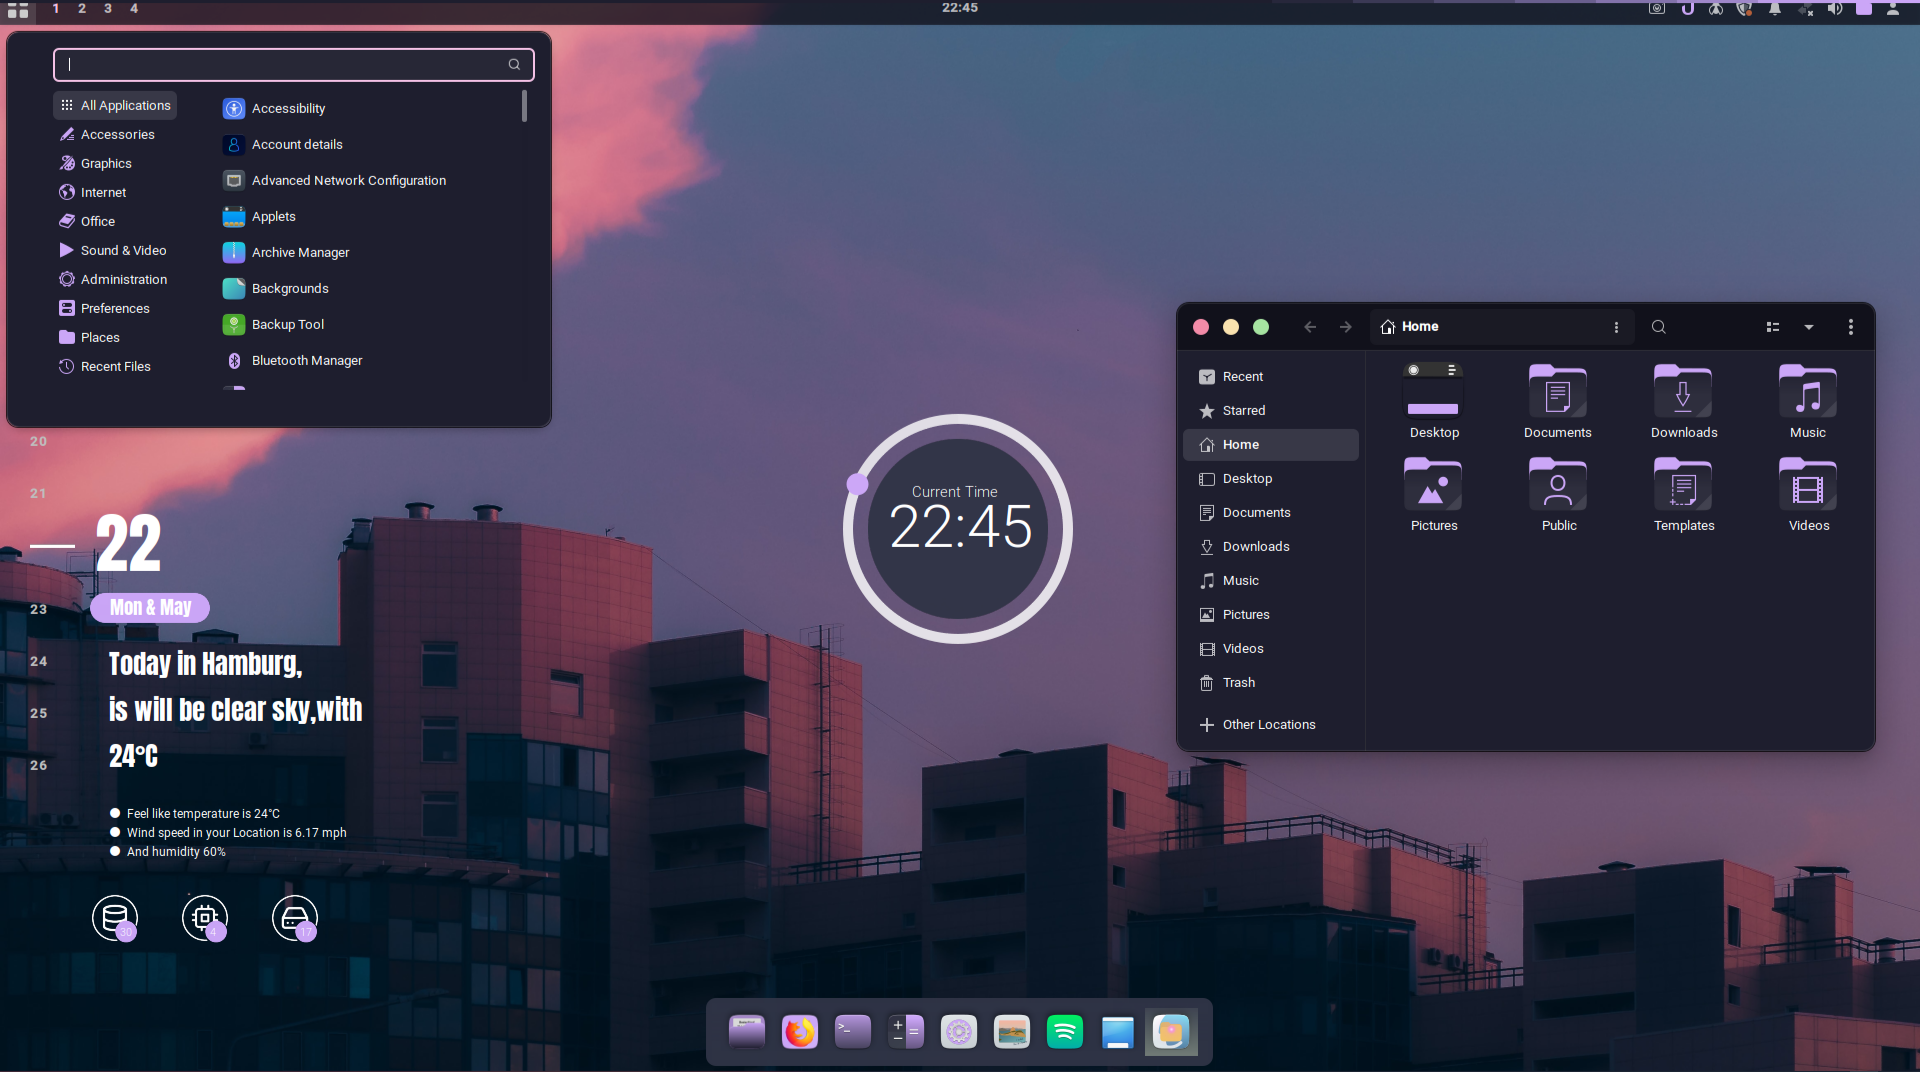 1 2 3 4
22:45
All Applications
Accessories
Graphics
Internet
Office
Sound & Video
Administration
Preferences
Places
Recent Files
Accessibility
Account details
Advanced Network Configuration
Applets
Archive Manager
Backgrounds
Backup Tool
Bluetooth Manager
20
21
22
Mon & May
23
24
25
26
Today in Hamburg,
is will be clear sky,with
24°C
Feel like temperature is 24°C
Wind speed in your Location is 6.17 mph
And humidity 60%
30
4
17
Current Time
22:45
Home
Recent
Starred
Home
Desktop
Documents
Downloads
Music
Pictures
Videos
Trash
Other Locations
Desktop
Documents
Downloads
Music
Pictures
Public
Templates
Videos